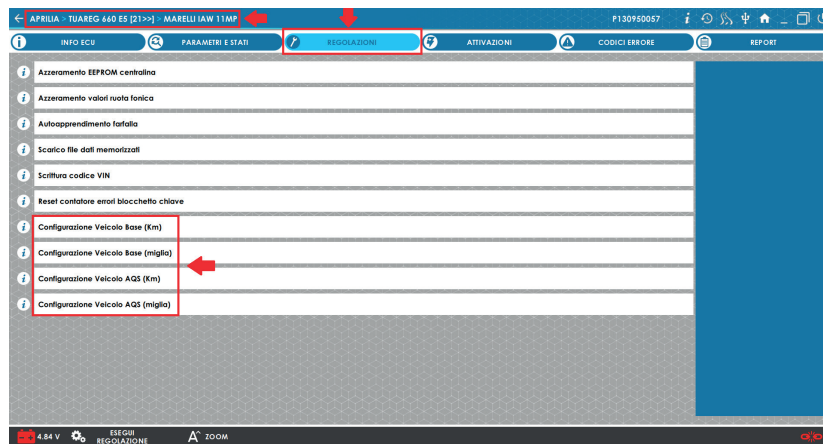 APRILIA > TUAREG 660 E5 [21>>] > MARELLI IAW 11MP
P130950057
INFO ECU
PARAMETRI E STATI
REGOLAZIONI
ATTIVAZIONI
CODICI ERRORE
REPORT
Azzeramento EEPROM centralina
Azzeramento valori ruota fonica
Autoapprendimento farfalla
Scarico file dati memorizzati
Scrittura codice VIN
Reset contatore errori blocchetto chiave
Configurazione Veicolo Base (Km)
Configurazione Veicolo Base (miglia)
Configurazione Veicolo AQS (Km)
Configurazione Veicolo AQS (miglia)
4.84 V
ESEGUI
REGOLAZIONE
ZOOM